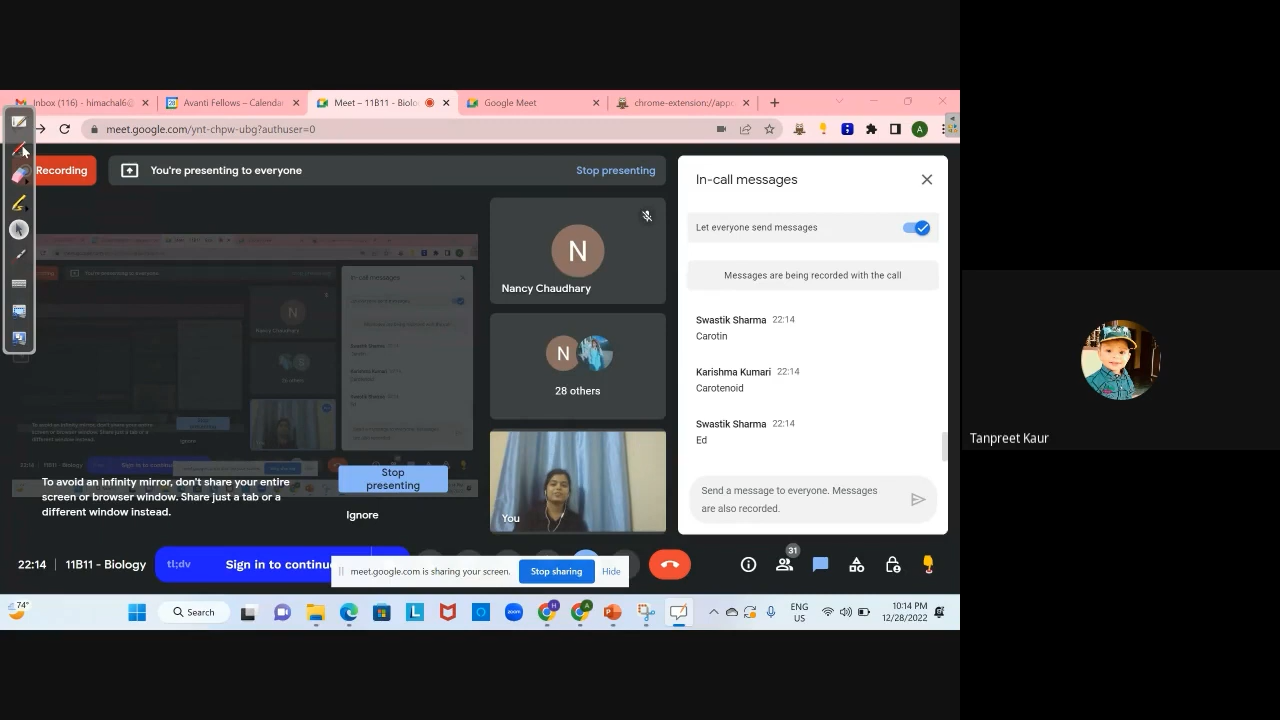 Inbox (116) - himachal6@
Avanti Fellows – Calenda
Meet – 11B11 - Biolo
Google Meet
chrome-extension://app
meet.google.com/ynt-chpw-ubg?authuser=0
A
Recording
You're presenting to everyone
Stop presenting
N
Nancy Chaudhary
N
28 others
You
In-call messages
Let everyone send messages
Messages are being recorded with the call
Swastik Sharma 22:14
Carotin
Karishma Kumari 22:14
Carotenoid
Swastik Sharma 22:14
Ed
Send a message to everyone. Messages
are also recorded.
To avoid an infinity mirror, don't share your entire
screen or browser window. Share just a tab or a
different window instead.
Stop
presenting
Ignore
22:14 | 11B11 - Biology
tl;dv
Sign in to continue
meet.google.com is sharing your screen.
Stop sharing
Hide
31
74°
Search
zoom
ENG
US
10:14 PM
12/28/2022
Tanpreet Kaur